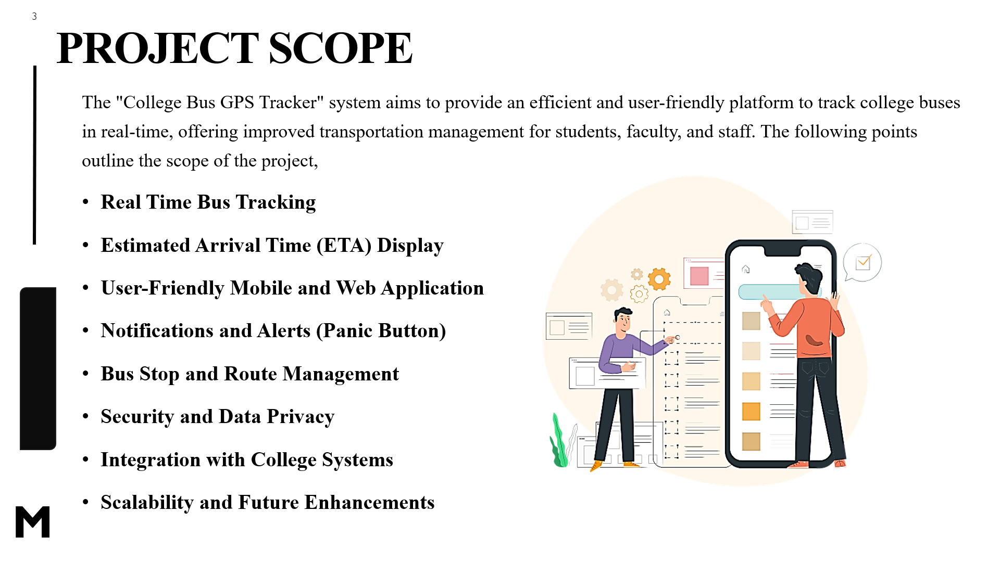 3
PROJECT SCOPE
The "College Bus GPS Tracker" system aims to provide an efficient and user-friendly platform to track college buses
in real-time, offering improved transportation management for students, faculty, and staff. The following points
outline the scope of the project,
• Real Time Bus Tracking
• Estimated Arrival Time (ETA) Display
• User-Friendly Mobile and Web Application
• Notifications and Alerts (Panic Button)
• Bus Stop and Route Management
• Security and Data Privacy
• Integration with College Systems
• Scalability and Future Enhancements
M